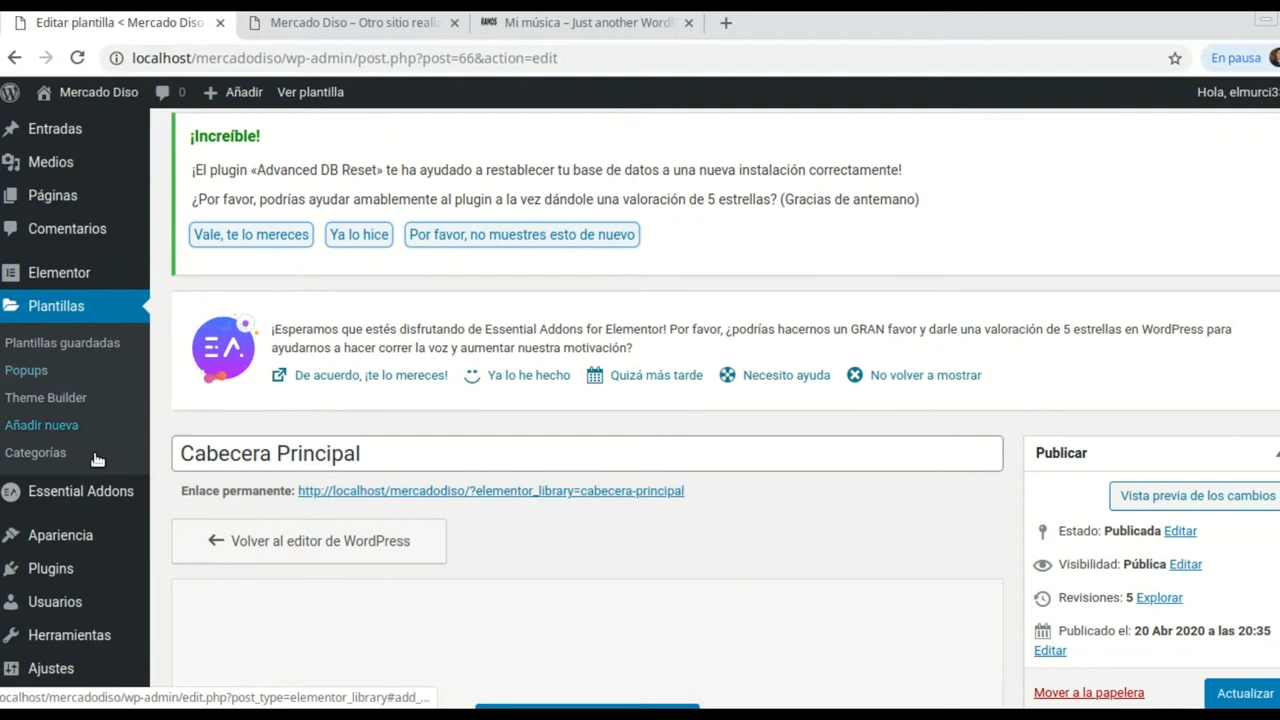 Editar plantilla < Mercado Diso
Mercado Diso – Otro sitio realiz
RAMOS Mi música – Just another WordP
localhost/mercadodiso/wp-admin/post.php?post=66&action=edit
En pausa
Mercado Diso
0
Añadir
Ver plantilla
Hola, elmurci33
Entradas
Medios
Páginas
Comentarios
Elementor
Plantillas
Plantillas guardadas
Popups
Theme Builder
Añadir nueva
Categorías
Essential Addons
Apariencia
Plugins
Usuarios
Herramientas
Ajustes
¡Increíble!
¡El plugin «Advanced DB Reset» te ha ayudado a restablecer tu base de datos a una nueva instalación correctamente!
¿Por favor, podrías ayudar amablemente al plugin a la vez dándole una valoración de 5 estrellas? (Gracias de antemano)
Vale, te lo mereces
Ya lo hice
Por favor, no muestres esto de nuevo
¡Esperamos que estés disfrutando de Essential Addons for Elementor! Por favor, ¿podrías hacernos un GRAN favor y darle una valoración de 5 estrellas en WordPress para
ayudarnos a hacer correr la voz y aumentar nuestra motivación?
De acuerdo, ¡te lo mereces!
Ya lo he hecho
Quizá más tarde
Necesito ayuda
No volver a mostrar
Cabecera Principal
Enlace permanente: http://localhost/mercadodiso/?elementor_library=cabecera-principal
Volver al editor de WordPress
Publicar
Vista previa de los cambios
Estado: Publicada Editar
Visibilidad: Pública Editar
Revisiones: 5 Explorar
Publicado el: 20 Abr 2020 a las 20:35
Editar
Mover a la papelera
Actualizar
ocalhost/mercadodiso/wp-admin/edit.php?post_type=elementor_library#add_...